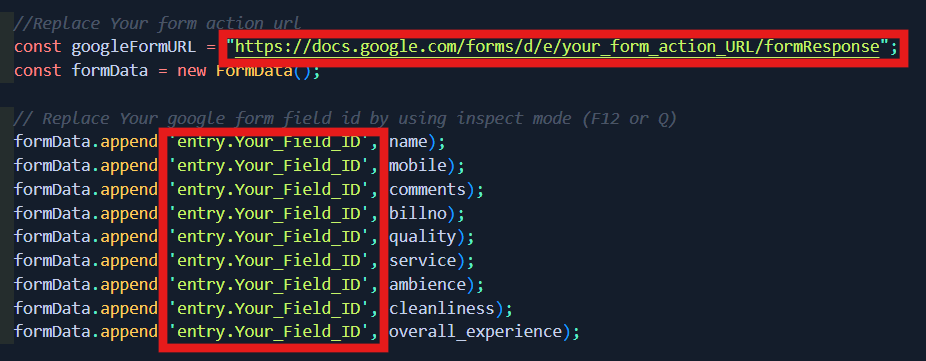 //Replace Your form action url
const googleFormURL = "https://docs.google.com/forms/d/e/your_form_action_URL/formResponse";
const formData = new FormData();
// Replace Your google form field id by using inspect mode (F12 or Q)
formData.append 'entry.Your_Field_ID', name);
formData.append 'entry.Your_Field_ID', mobile);
formData.append 'entry.Your_Field_ID', comments);
formData.append 'entry.Your_Field_ID', billno);
formData.append 'entry.Your_Field_ID', quality);
formData.append 'entry.Your_Field_ID', service);
formData.append 'entry.Your_Field_ID', ambience);
formData.append 'entry.Your_Field_ID', cleanliness);
formData.append 'entry.Your_Field_ID', overall_experience);